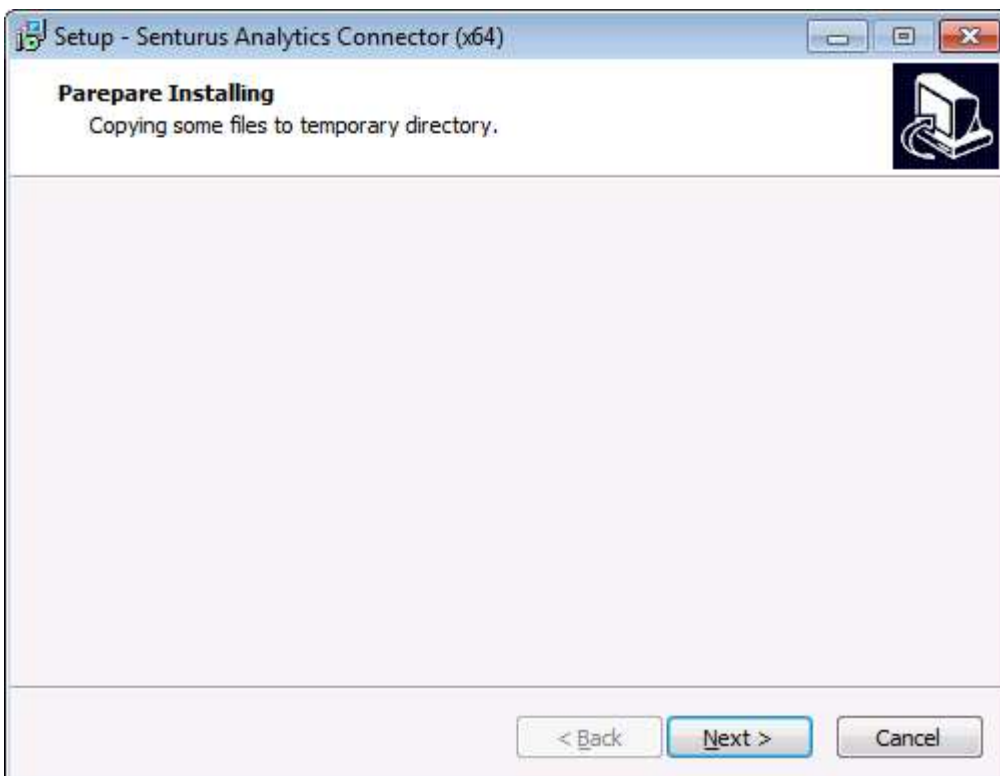 Setup - Senturus Analytics Connector (x64)
Parepare Installing
Copying some files to temporary directory.
< Back
Next >
Cancel